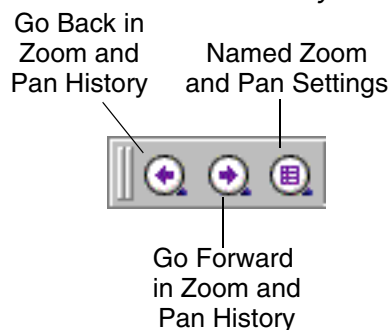 Go Back in
Zoom and
Pan History
Named Zoom
and Pan Settings
Go Forward
in Zoom and
Pan History